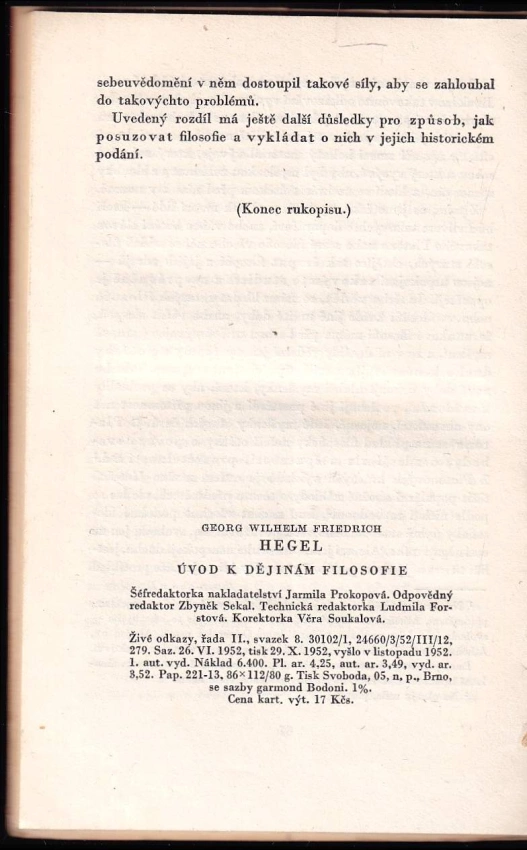 sebeuvědomění v něm dostoupil takové síly, aby se zahloubal
do takovýchto problémů.
Uvedený rozdíl má ještě další důsledky pro způsob, jak
posuzovat filosofie a vykládat o nich v jejich historickém
podání.
(Konec rukopisu.)
GEORG WILHELM FRIEDRICH
HEGEL
ÚVOD K DĚJINÁM FILOSOFIE
Šéfredaktorka nakladatelství Jarmila Prokopová. Odpovědný
redaktor Zbyněk Sekal. Technická redaktorka Ludmila For-
stová. Korektorka Věra Soukalová.
Živé odkazy, řada II., svazek 8. 30102/1, 24660/3/52/III/12,
279. Saz. 26. VI. 1952, tisk 29. X. 1952, vyšlo v listopadu 1952.
1. aut. vyd. Náklad 6.400. Pl. ar. 4,25, aut. ar. 3,49, vyd. ar.
3,52. Pap. 221-13, 86×112/80 g. Tisk Svoboda, 05, n. p., Brno,
se sazby garmond Bodoni. 1%.
Cena kart. výt. 17 Kčs.